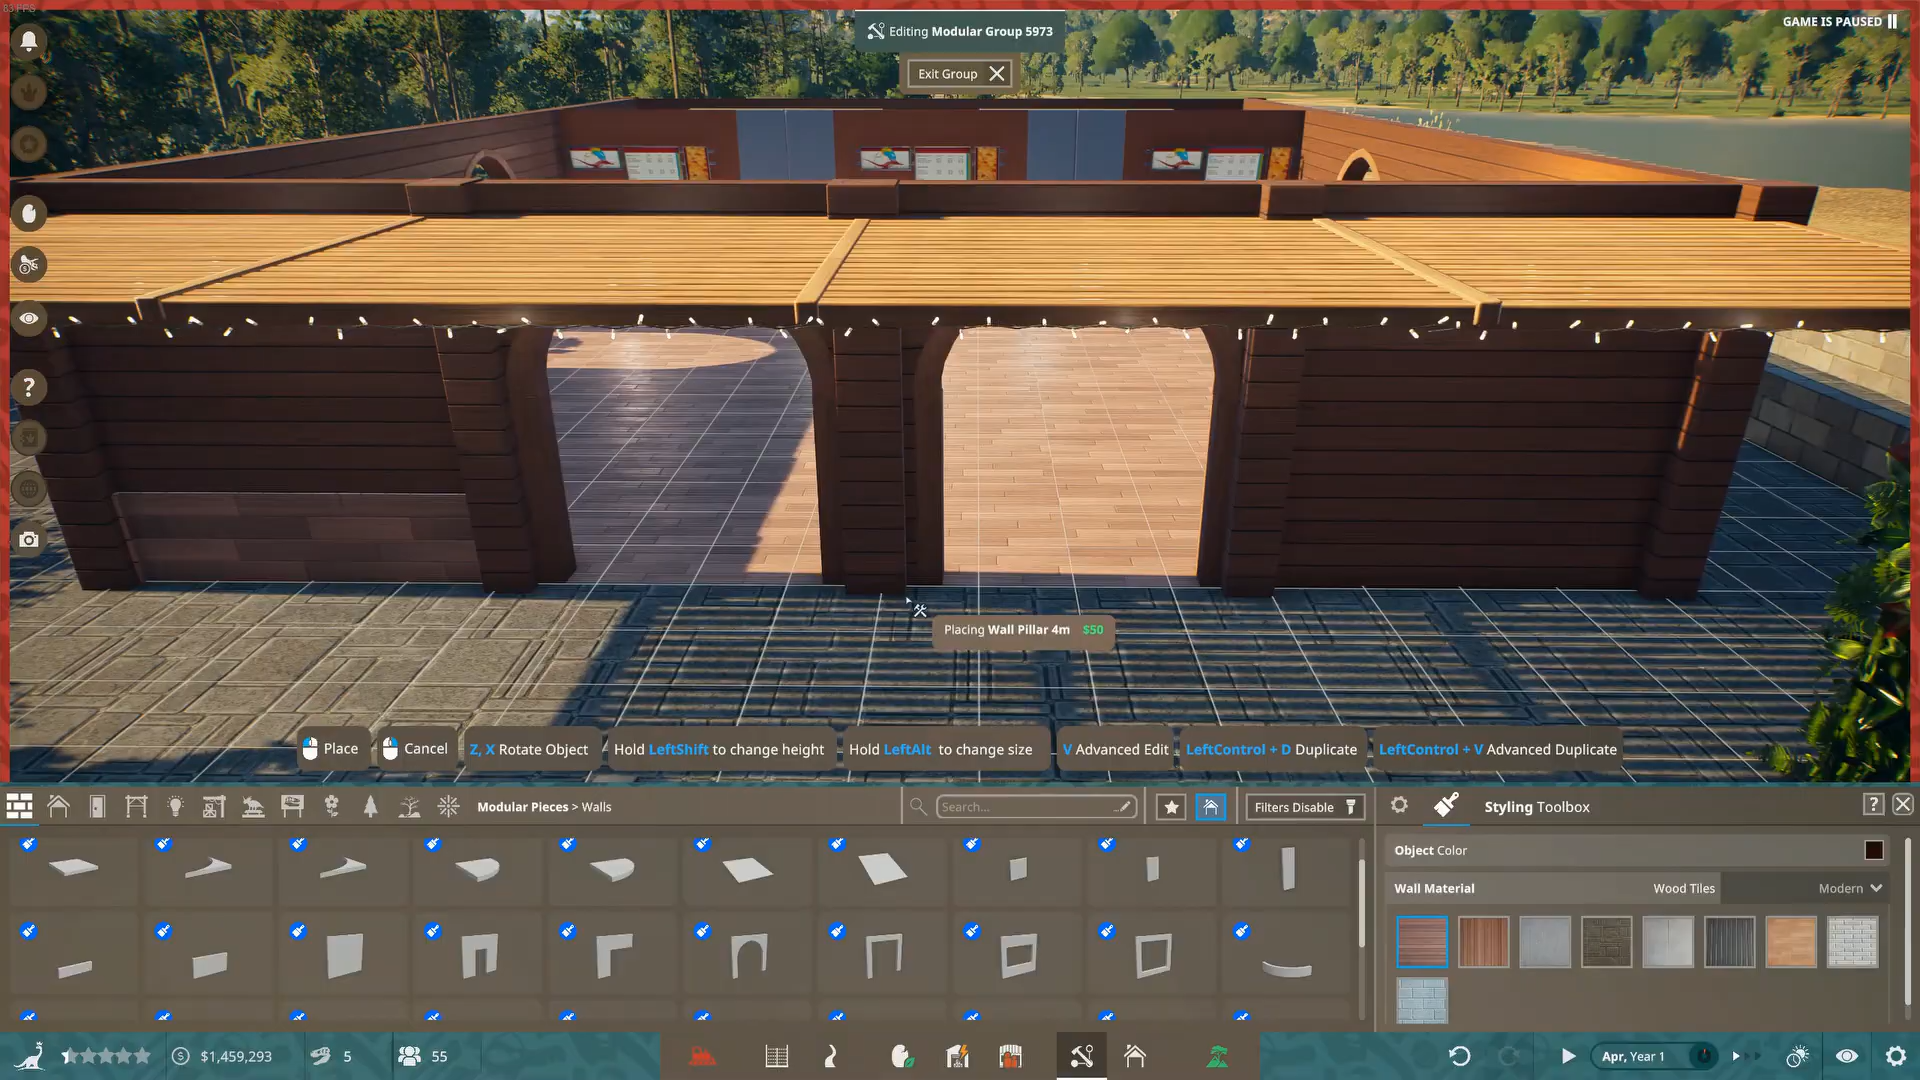 83 FPS
Editing Modular Group 5973
GAME IS PAUSED
Exit Group
?
Placing Wall Pillar 4m $50
Place
Cancel
Z, X Rotate Object
Hold LeftShift to change height
Hold LeftAlt to change size
V Advanced Edit
LeftControl + D Duplicate
LeftControl + V Advanced Duplicate
Modular Pieces > Walls
Search...
Filters Disable
Styling Toolbox
?
Object Color
Wall Material
Wood Tiles
Modern
$1,459,293
5
55
Apr, Year 1